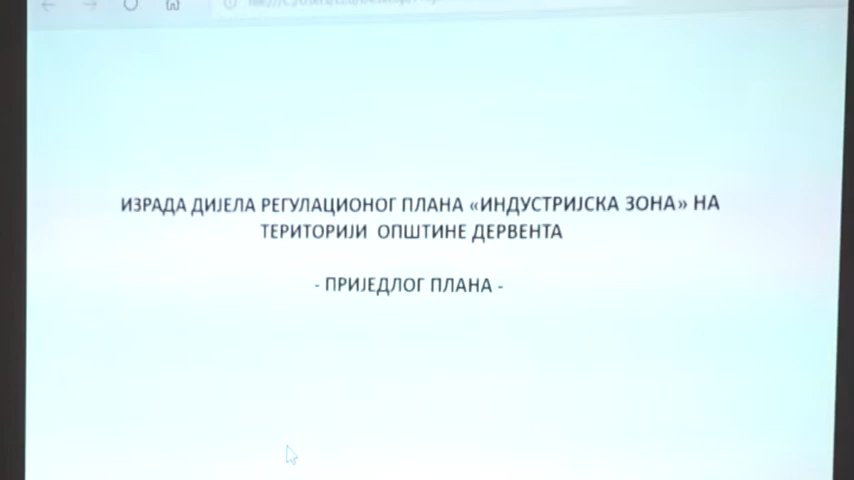 ИЗРАДА ДИЈЕЛА РЕГУЛАЦИОНОГ ПЛАНА «ИНДУСТРИЈСКА ЗОНА» НА
ТЕРИТОРИЈИ ОПШТИНЕ ДЕРВЕНТА
- ПРИЈЕДЛОГ ПЛАНА -